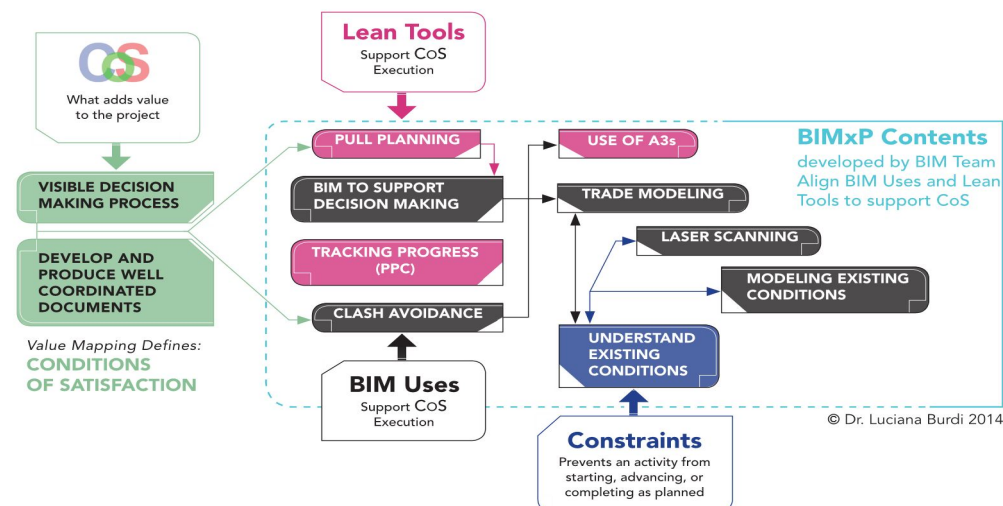 COS
What adds value
to the project
VISIBLE DECISION
MAKING PROCESS
DEVELOP AND
PRODUCE WELL
COORDINATED
DOCUMENTS
Value Mapping Defines:
CONDITIONS
OF SATISFACTION
Lean Tools
Support COS
Execution
PULL PLANNING
BIM TO SUPPORT
DECISION MAKING
TRACKING PROGRESS
(PPC)
CLASH AVOIDANCE
BIM Uses
Support COS
Execution
USE OF A3s
TRADE MODELING
LASER SCANNING
MODELING EXISTING
CONDITIONS
UNDERSTAND
EXISTING
CONDITIONS
Constraints
Prevents an activity from
starting, advancing, or
completing as planned
BIMxP Contents
developed by BIM Team
Align BIM Uses and Lean
Tools to support CoS
© Dr. Luciana Burdi 2014